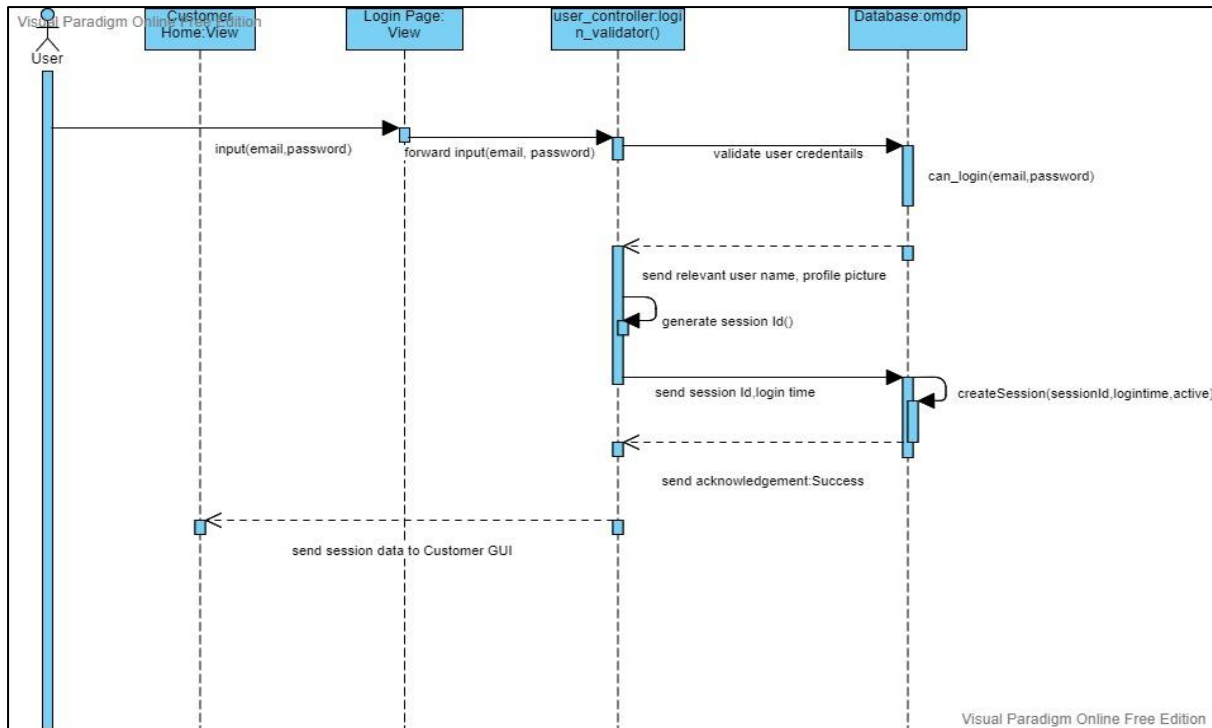 Visual Paradigm Online Free Edition
User
Customer
Home:View
Login Page:
View
user_controller:logi
n_validator()
Database:omdp
input(email,password)
forward input(email, password)
validate user credentails
can_login(email,password)
send relevant user name, profile picture
generate session Id()
send session Id,login time
createSession(sessionId,logintime,active)
send acknowledgement:Success
send session data to Customer GUI
Visual Paradigm Online Free Edition